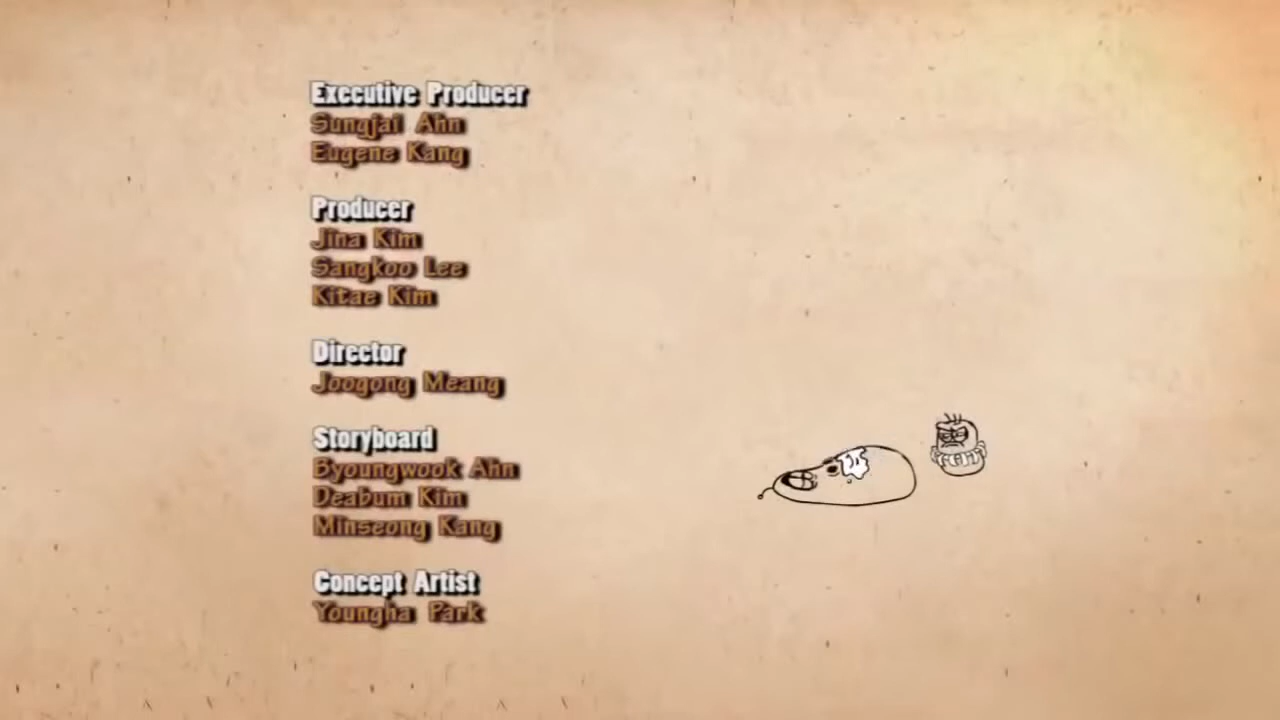 Executive Producer
Sungjai Ahn
Eugene Kang
Producer
Jina Kim
Sangkoo Lee
Kitae Kim
Director
Joogong Meang
Storyboard
Byoungwook Ahn
Deabum Kim
Minseong Kang
Concept Artist
Youngha Park